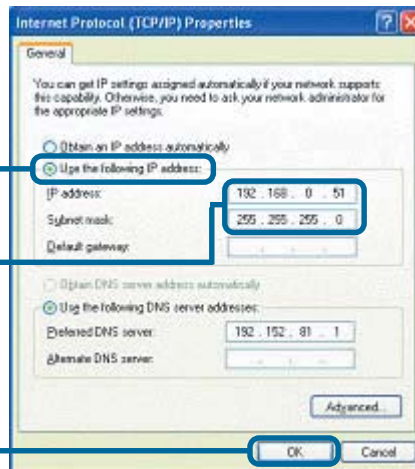 Internet Protocol (TCP/IP) Properties
General
You can get IP settings assigned automatically if your network supports
this capability. Otherwise, you need to ask your network administrator for
the appropriate IP settings.
Obtain an IP address automatically
Use the following IP address:
IP address: 192 . 168 . 0 . 51
Subnet mask: 255 . 255 . 255 . 0
Default gateway: . . .
Obtain DNS server address automatically
Use the following DNS server addresses:
Preferred DNS server: 192 . 152 . 81 . 1
Alternate DNS server: . . .
Advanced...
OK Cancel